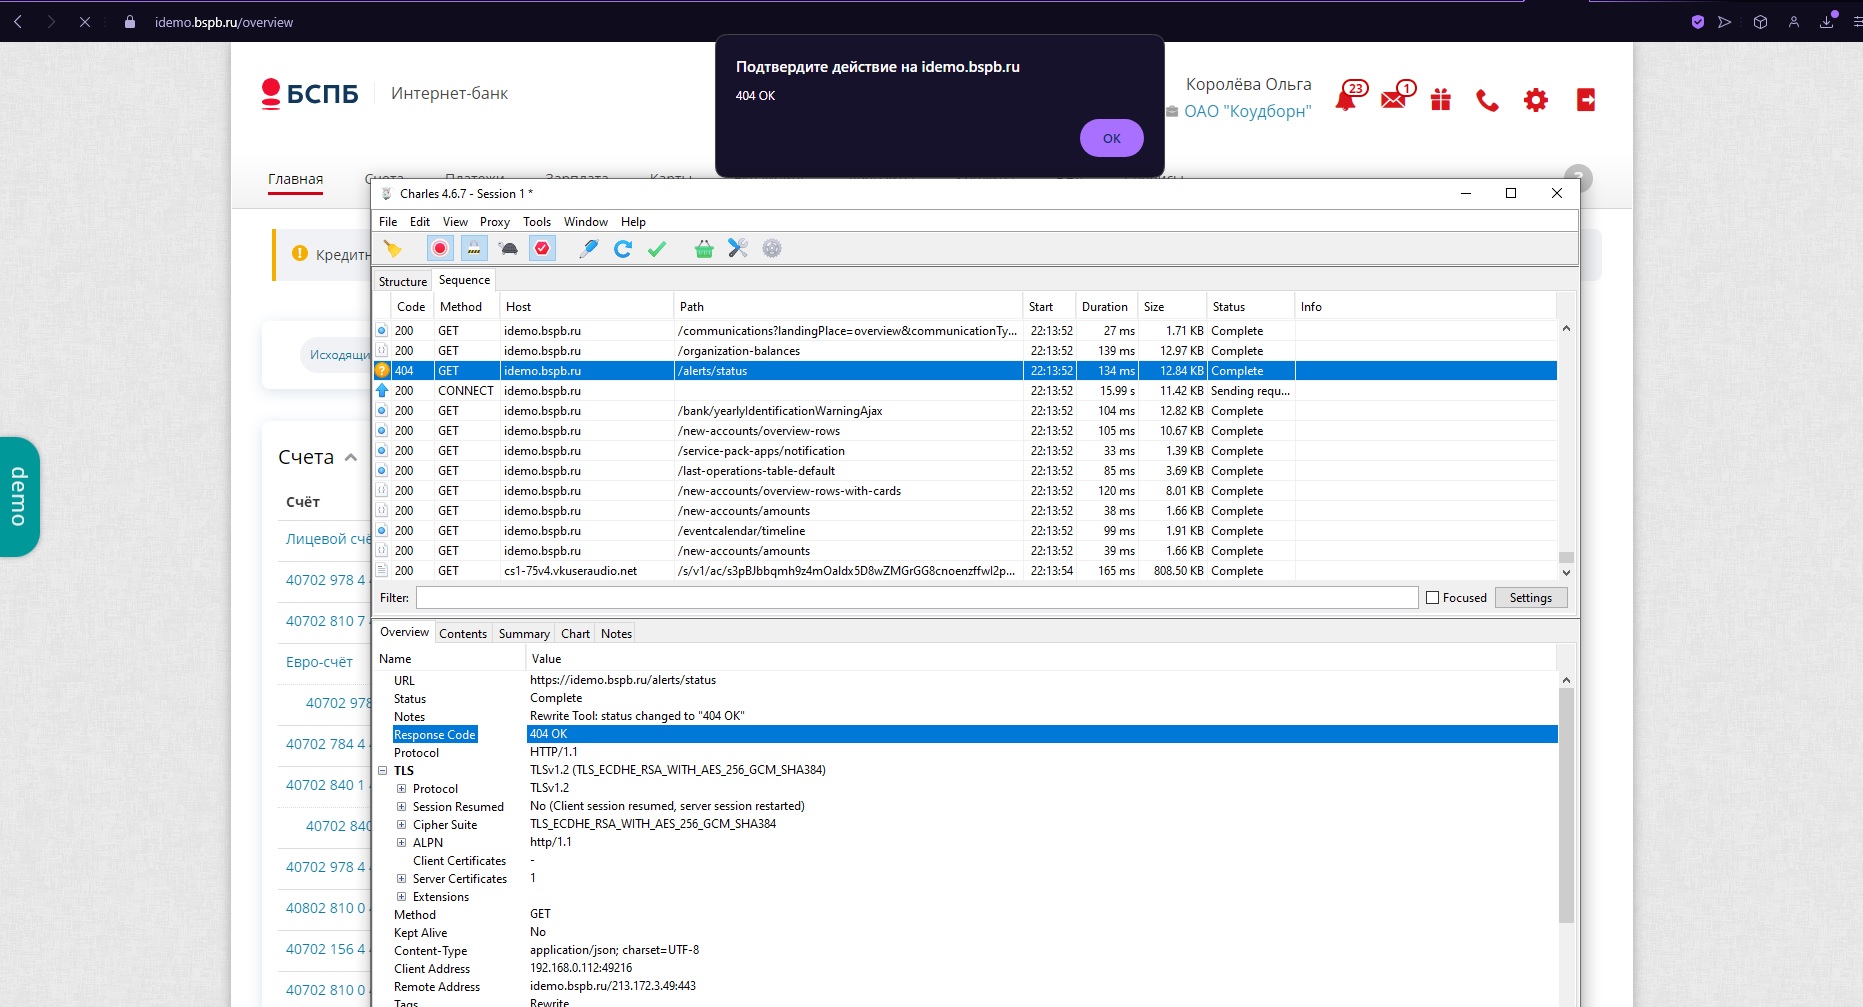 idemo.bspb.ru/overview
Подтвердите действие на idemo.bspb.ru
404 OK
OK
БСПБ
Интернет-банк
Королёва Ольга
ОАО "Коудборн"
23
1
Главная
Счета Платежи Зарплата Карты
?
Кредитн
Исходящи
demo
Счета
Счёт
Лицевой счё
40702 978 4
40702 810 7
Евро-счёт
40702 978
40702 784 4
40702 840 1
40702 840
40702 978 4
40802 810 0
40702 156 4
40702 810 0
Charles 4.6.7 - Session 1 *
File Edit View Proxy Tools Window Help
Structure Sequence
Code Method Host Path Start Duration Size Status Info
200 GET idemo.bspb.ru /communications?landingPlace=overview&communicationTy... 22:13:52 27 ms 1.71 KB Complete
200 GET idemo.bspb.ru /organization-balances 22:13:52 139 ms 12.97 KB Complete
404 GET idemo.bspb.ru /alerts/status 22:13:52 134 ms 12.84 KB Complete
200 CONNECT idemo.bspb.ru 22:13:52 15.99 s 11.42 KB Sending requ...
200 GET idemo.bspb.ru /bank/yearlyIdentificationWarningAjax 22:13:52 104 ms 12.82 KB Complete
200 GET idemo.bspb.ru /new-accounts/overview-rows 22:13:52 105 ms 10.67 KB Complete
200 GET idemo.bspb.ru /service-pack-apps/notification 22:13:52 33 ms 1.39 KB Complete
200 GET idemo.bspb.ru /last-operations-table-default 22:13:52 85 ms 3.69 KB Complete
200 GET idemo.bspb.ru /new-accounts/overview-rows-with-cards 22:13:52 120 ms 8.01 KB Complete
200 GET idemo.bspb.ru /new-accounts/amounts 22:13:52 38 ms 1.66 KB Complete
200 GET idemo.bspb.ru /eventcalendar/timeline 22:13:52 99 ms 1.91 KB Complete
200 GET idemo.bspb.ru /new-accounts/amounts 22:13:52 39 ms 1.66 KB Complete
200 GET cs1-75v4.vkuseraudio.net /s/v1/ac/s3pBJbbqmh9z4mOaldx5D8wZMGrGG8cnoenzffwl2p... 22:13:54 165 ms 808.50 KB Complete
Filter: Focused Settings
Overview Contents Summary Chart Notes
Name Value
URL https://idemo.bspb.ru/alerts/status
Status Complete
Notes Rewrite Tool: status changed to "404 OK"
Response Code 404 OK
Protocol HTTP/1.1
TLS TLSv1.2 (TLS_ECDHE_RSA_WITH_AES_256_GCM_SHA384)
Protocol TLSv1.2
Session Resumed No (Client session resumed, server session restarted)
Cipher Suite TLS_ECDHE_RSA_WITH_AES_256_GCM_SHA384
ALPN http/1.1
Client Certificates -
Server Certificates 1
Extensions
Method GET
Kept Alive No
Content-Type application/json; charset=UTF-8
Client Address 192.168.0.112:49216
Remote Address idemo.bspb.ru/213.172.3.49:443
Tags Rewrite